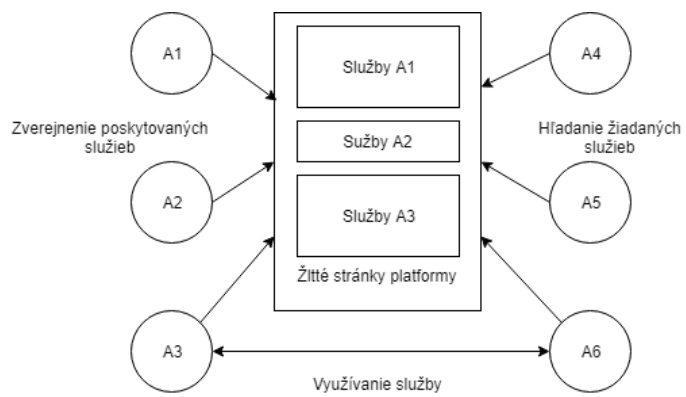 A1
A4
Služby A1
Zverejnenie poskytovaných
služieb
Sužby A2
Hľadanie žiadaných
služieb
A2
A5
Služby A3
Žltté stránky platformy
A3
A6
Využívanie služby